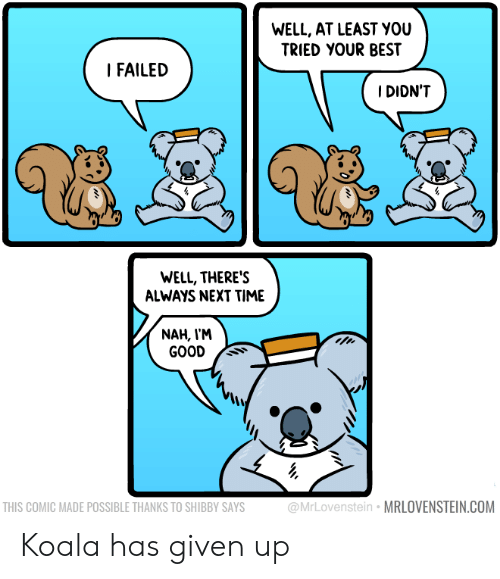 I FAILED
WELL, AT LEAST YOU
TRIED YOUR BEST
I DIDN'T
WELL, THERE'S
ALWAYS NEXT TIME
NAH, I'M
GOOD
THIS COMIC MADE POSSIBLE THANKS TO SHIBBY SAYS
@MrLovenstein • MRLOVENSTEIN.COM
Koala has given up